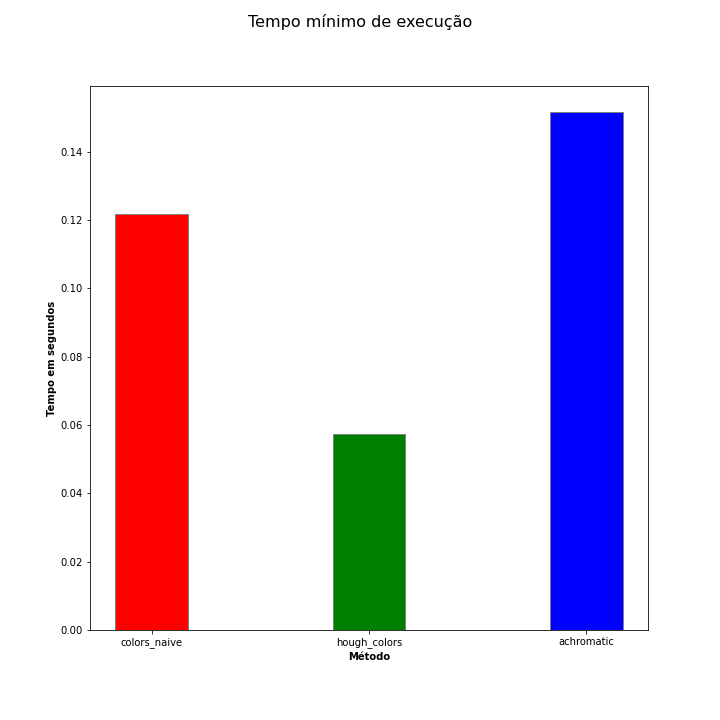 Tempo mínimo de execução
0.14
0.12
0.10
0.08
0.06
0.04
0.02
0.00
Tempo em segundos
colors_naive
hough_colors
achromatic
Método